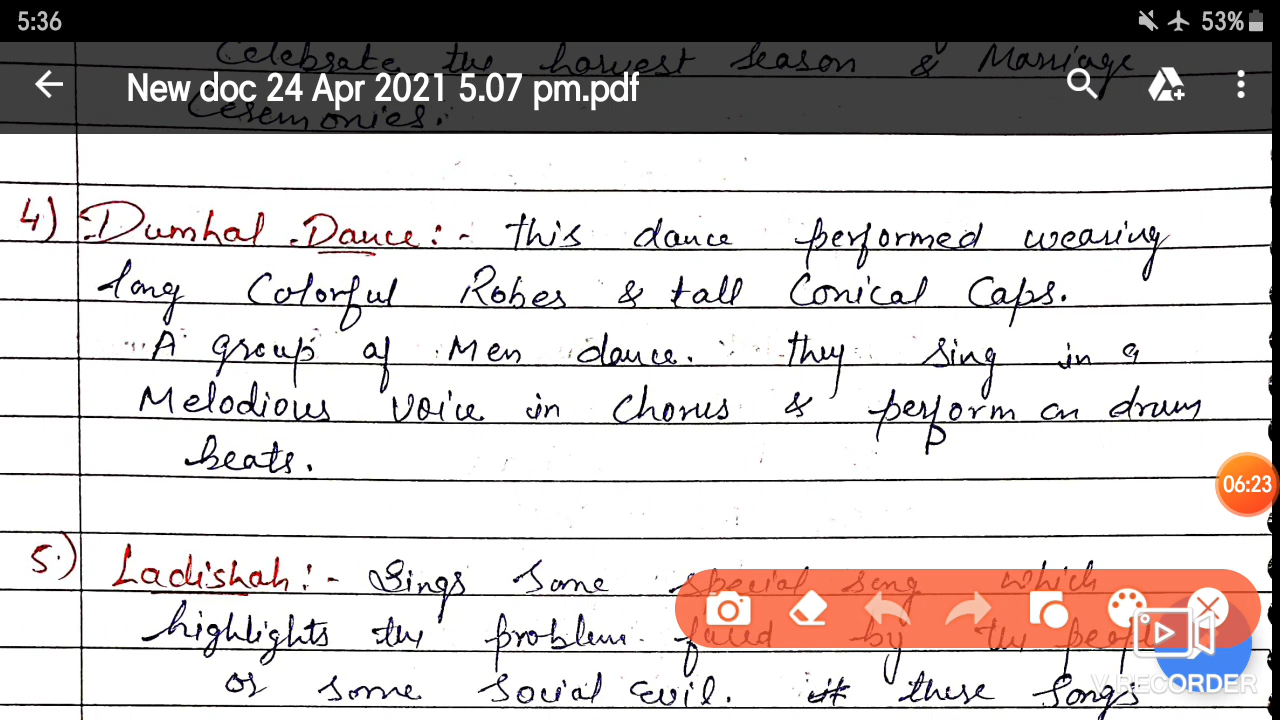 5:36 53%
Celebrate the harvest season & Marriage
New doc 24 Apr 2021 5.07 pm.pdf
Ceremonies.
4) Dumhal Dance:- this dance performed wearing
long Colorful Robes & tall Conical Caps.
A group of Men dance. they sing in a
Melodious voice in chorus & perform on drum
beats.
06:23
5.) Ladishah:- Sings some special song which
highlights the problem faced by the people
or some social evil. these songs
V RECORDER